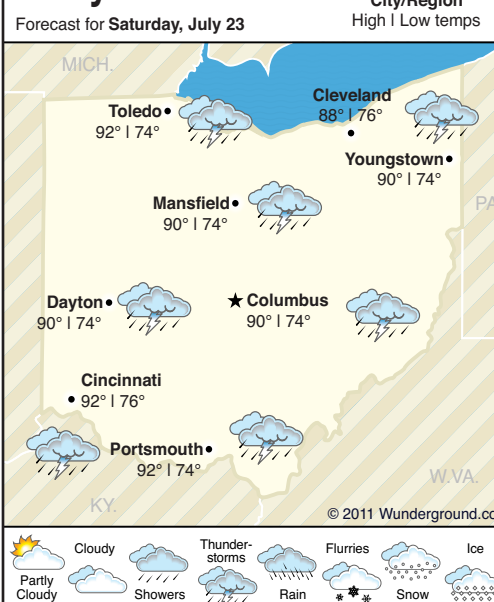 City/Region
Forecast for Saturday, July 23
High | Low temps
MICH.
Cleveland
88° | 76°
Toledo
92° | 74°
Youngstown
90° | 74°
Mansfield
90° | 74°
PA
Dayton
90° | 74°
Columbus
90° | 74°
Cincinnati
92° | 76°
Portsmouth
92° | 74°
W.VA.
KY.
© 2011 Wunderground.co
Partly
Cloudy
Cloudy
Showers
Thunder-
storms
Rain
Flurries
Snow
Ice